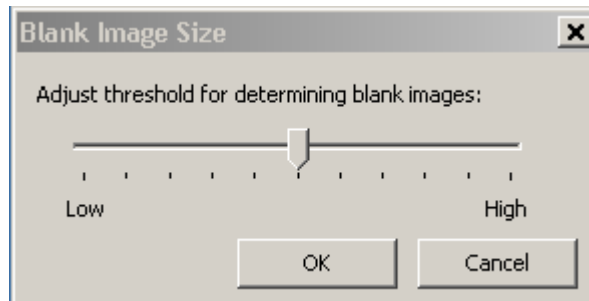 Blank Image Size
Adjust threshold for determining blank images:
Low High
OK Cancel